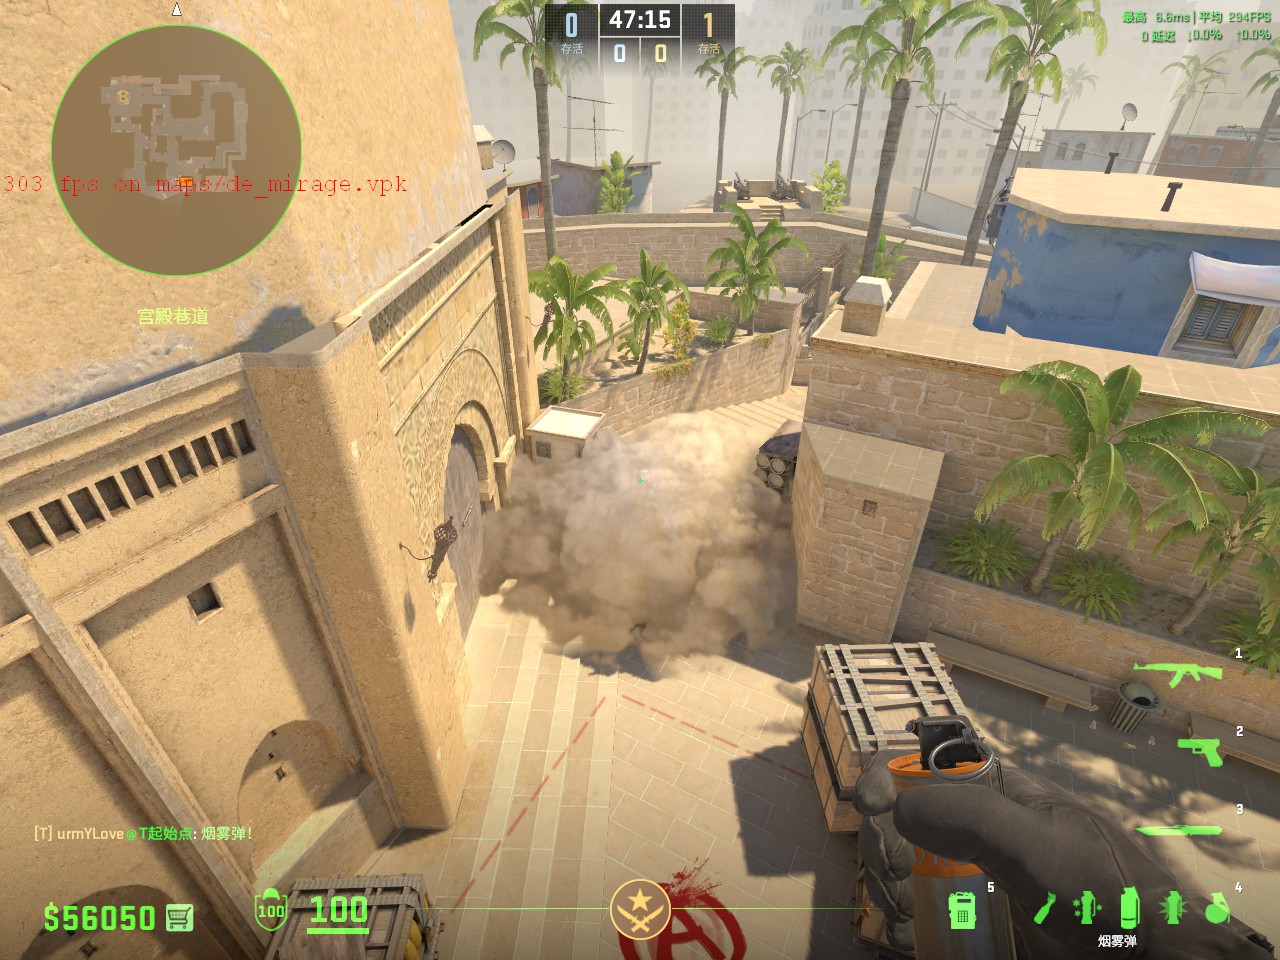 0 47:15 1
存活 0 0 存活
最高 6.6ms | 平均 294FPS
0 延迟 ↓0.0% ↑0.0%
B
303 fps on maps/de_mirage.vpk
宫殿巷道
1
2
3
[T] urmYLove@T起始点: 烟雾弹!
$56050 100 100
A
5 4
烟雾弹